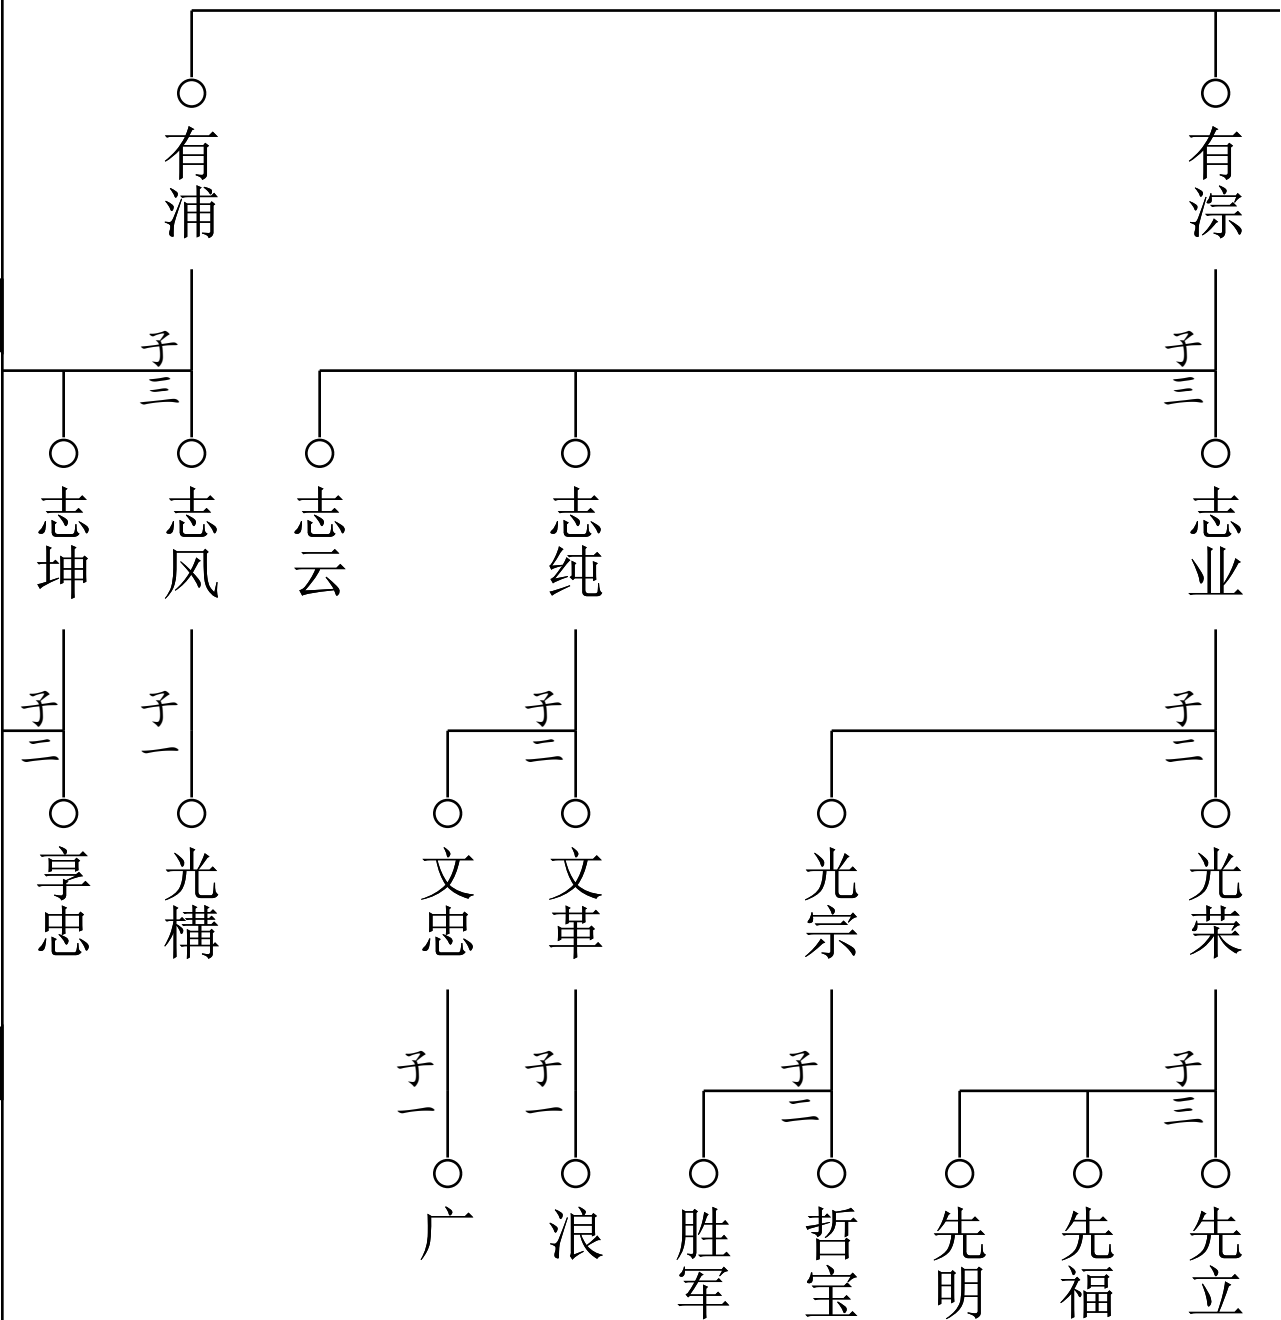 有淙
有浦
子三
子三
志业
志纯
志云
志风
志坤
子二
子二
子一
子二
光荣
光宗
文革
文忠
光構
享忠
子三
子二
子一
子一
先立
先福
先明
哲宝
胜军
浪
广